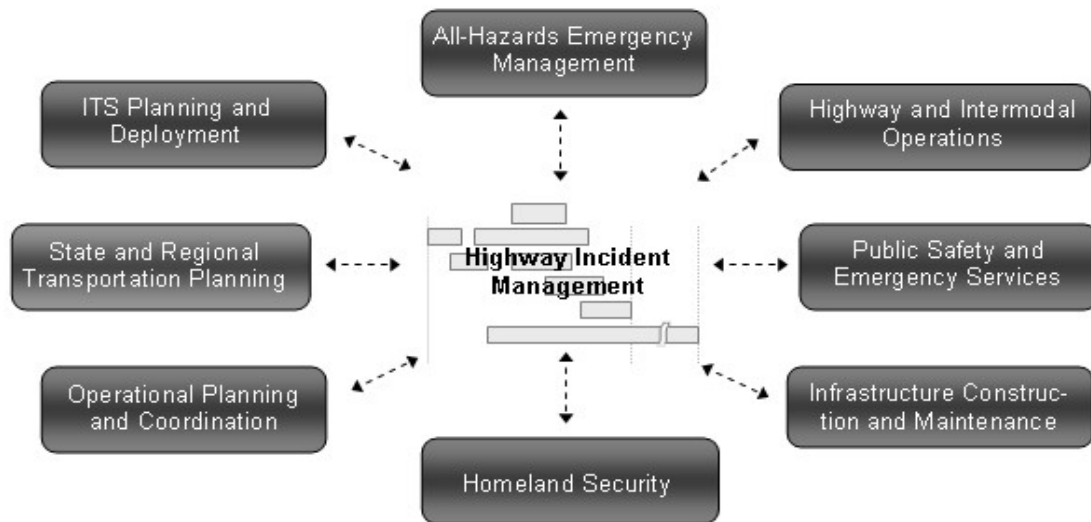 All-Hazards Emergency
Management
ITS Planning and
Deployment
Highway and Intermodal
Operations
State and Regional
Transportation Planning
Highway Incident
Management
Public Safety and
Emergency Services
Operational Planning
and Coordination
Infrastructure Construc-
tion and Maintenance
Homeland Security